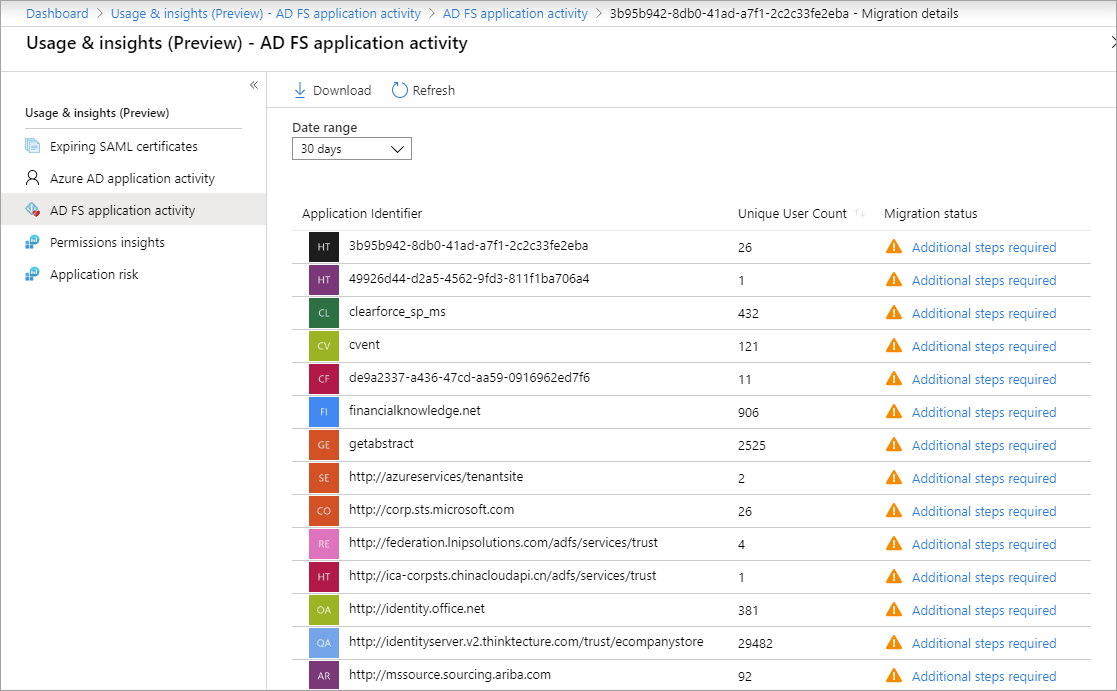 Dashboard > Usage & insights (Preview) - AD FS application activity > AD FS application activity > 3b95b942-8db0-41ad-a7f1-2c2c33fe2eba - Migration details
Usage & insights (Preview) - AD FS application activity
«
Usage & insights (Preview)
Expiring SAML certificates
Azure AD application activity
AD FS application activity
Permissions insights
Application risk
Download Refresh
Date range
30 days
Application Identifier Unique User Count ↑↓ Migration status
HT 3b95b942-8db0-41ad-a7f1-2c2c33fe2eba 26 Additional steps required
HT 49926d44-d2a5-4562-9fd3-811f1ba706a4 1 Additional steps required
CL clearforce_sp_ms 432 Additional steps required
CV cvent 121 Additional steps required
CF de9a2337-a436-47cd-aa59-0916962ed7f6 11 Additional steps required
FI financialknowledge.net 906 Additional steps required
GE getabstract 2525 Additional steps required
SE http://azureservices/tenantsite 2 Additional steps required
CO http://corp.sts.microsoft.com 26 Additional steps required
RE http://federation.lnipsolutions.com/adfs/services/trust 4 Additional steps required
HT http://ica-corpsts.chinacloudapi.cn/adfs/services/trust 1 Additional steps required
OA http://identity.office.net 381 Additional steps required
QA http://identityserver.v2.thinktecture.com/trust/ecompanystore 29482 Additional steps required
AR http://mssource.sourcing.ariba.com 92 Additional steps required